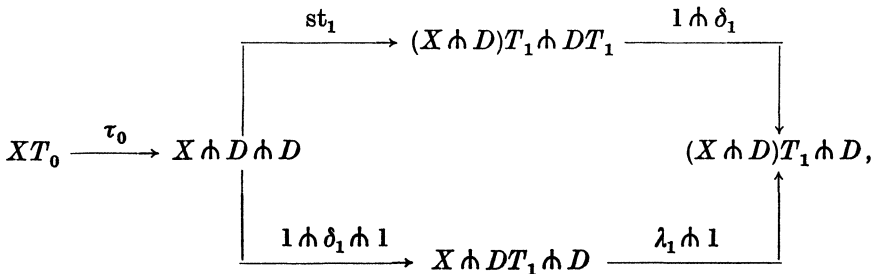 st₁ 1 ⋔ δ₁
(X ⋔ D)T₁ ⋔ DT₁
XT₀ τ₀ X ⋔ D ⋔ D (X ⋔ D)T₁ ⋔ D,
1 ⋔ δ₁ ⋔ 1 λ₁ ⋔ 1
X ⋔ DT₁ ⋔ D